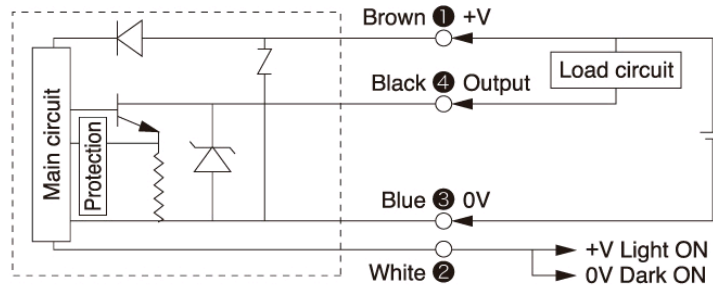 Brown ❶ +V
Load circuit
Black ❹ Output
Main circuit
Protection
Blue ❸ 0V
+V Light ON
White ❷
0V Dark ON